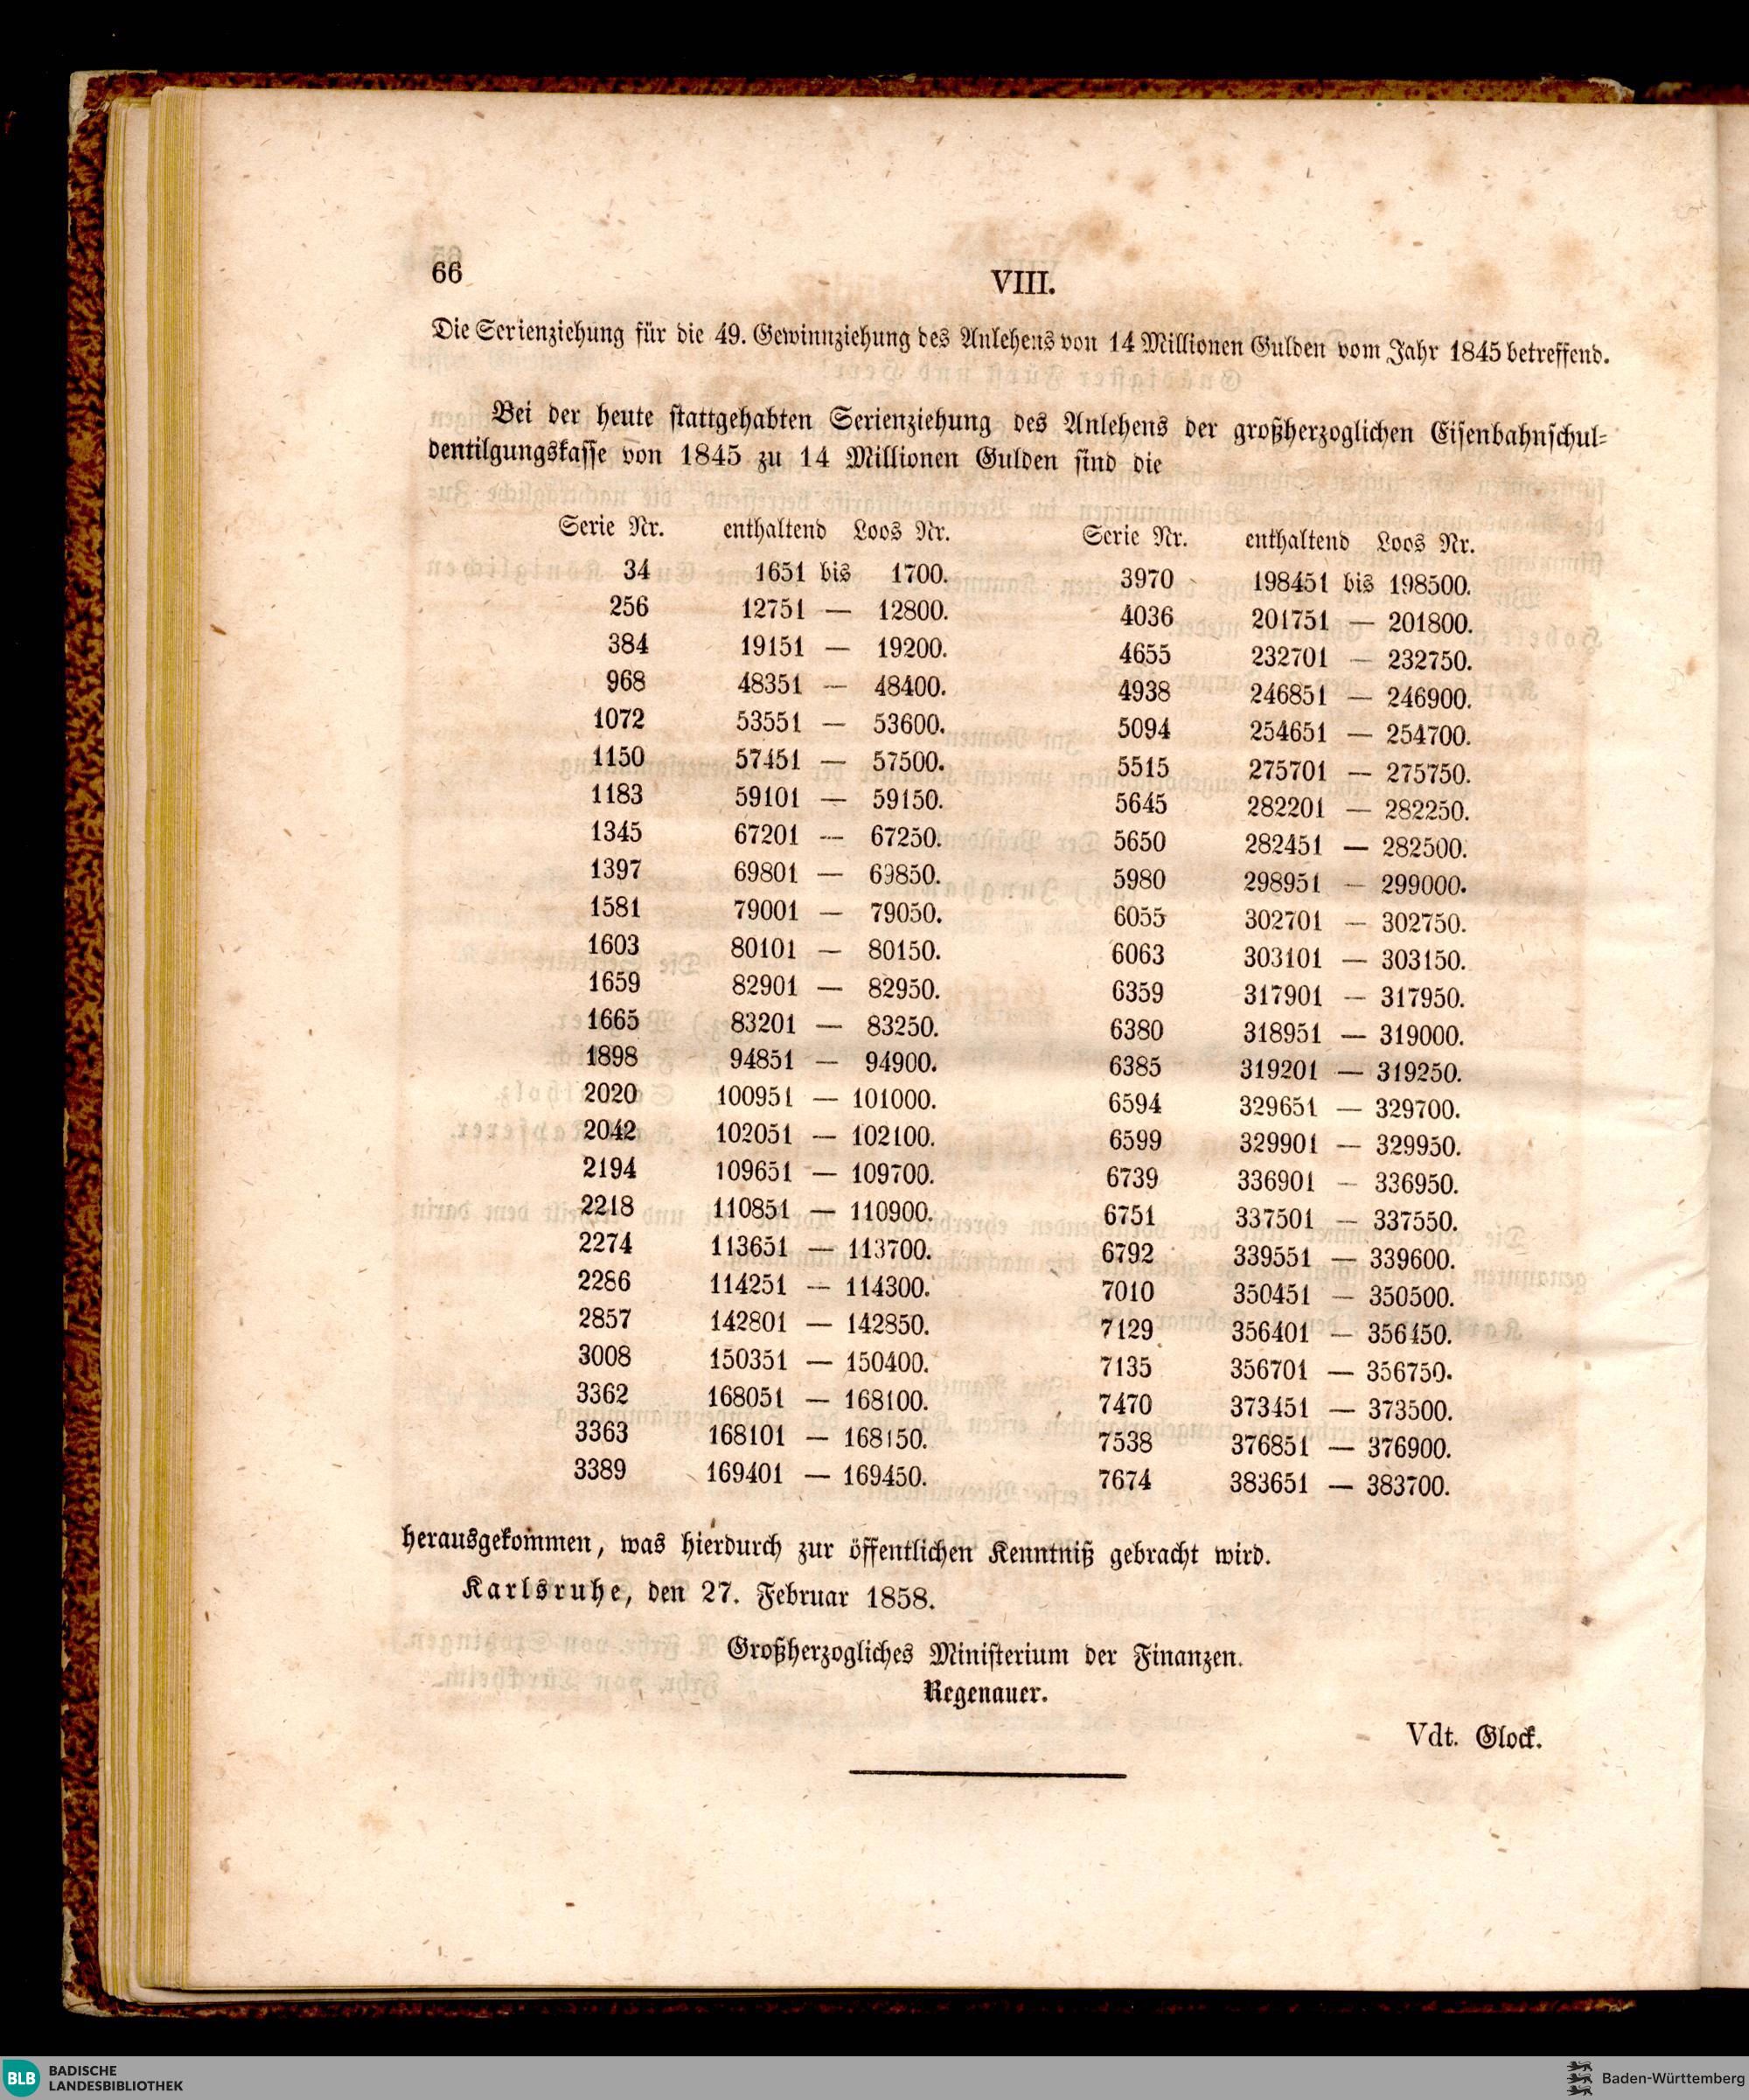 66
VIII.
Die Serienziehung für die 49. Gewinnziehung des Anlehens von 14 Millionen Gulden vom Jahr 1845 betreffend.
Bei der heute stattgehabten Serienziehung des Anlehens der großherzoglichen Eisenbahnschul-
dentilgungskasse von 1845 zu 14 Millionen Gulden sind die
Serie Nr. enthaltend Loos Nr. Serie Nr. enthaltend Loos Nr.
34 1651 bis 1700. 3970 198451 bis 198500.
256 12751 — 12800. 4036 201751 — 201800.
384 19151 — 19200. 4655 232701 — 232750.
968 48351 — 48400. 4938 246851 — 246900.
1072 53551 — 53600. 5094 254651 — 254700.
1150 57451 — 57500. 5515 275701 — 275750.
1183 59101 — 59150. 5645 282201 — 282250.
1345 67201 — 67250. 5650 282451 — 282500.
1397 69801 — 69850. 5980 298951 — 299000.
1581 79001 — 79050. 6055 302701 — 302750.
1603 80101 — 80150. 6063 303101 — 303150.
1659 82901 — 82950. 6359 317901 — 317950.
1665 83201 — 83250. 6380 318951 — 319000.
1898 94851 — 94900. 6385 319201 — 319250.
2020 100951 — 101000. 6594 329651 — 329700.
2042 102051 — 102100. 6599 329901 — 329950.
2194 109651 — 109700. 6739 336901 — 336950.
2218 110851 — 110900. 6751 337501 — 337550.
2274 113651 — 113700. 6792 339551 — 339600.
2286 114251 — 114300. 7010 350451 — 350500.
2857 142801 — 142850. 7129 356401 — 356450.
3008 150351 — 150400. 7135 356701 — 356750.
3362 168051 — 168100. 7470 373451 — 373500.
3363 168101 — 168150. 7538 376851 — 376900.
3389 169401 — 169450. 7674 383651 — 383700.
herausgekommen, was hierdurch zur öffentlichen Kenntniß gebracht wird.
Karlsruhe, den 27. Februar 1858.
Großherzogliches Ministerium der Finanzen.
Regenauer.
Vdt. Glock.
BLB BADISCHE
LANDESBIBLIOTHEK
Baden-Württemberg